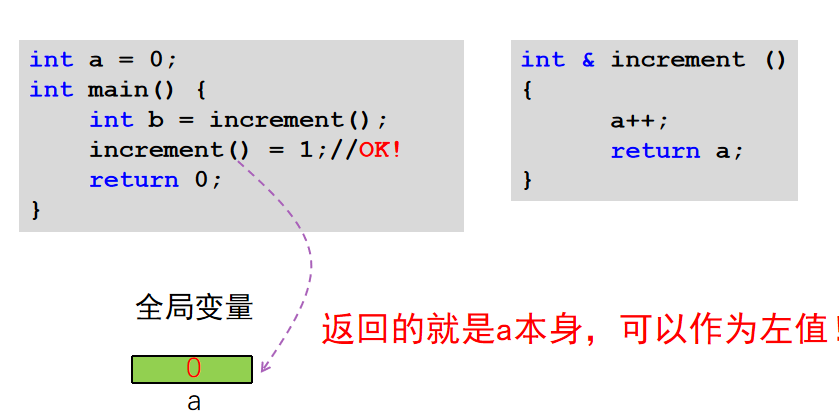 int a = 0;
int main() {
int b = increment();
increment() = 1;//OK!
return 0;
}
int & increment ()
{
a++;
return a;
}
全局变量
返回的就是a本身，可以作为左值!
0
a